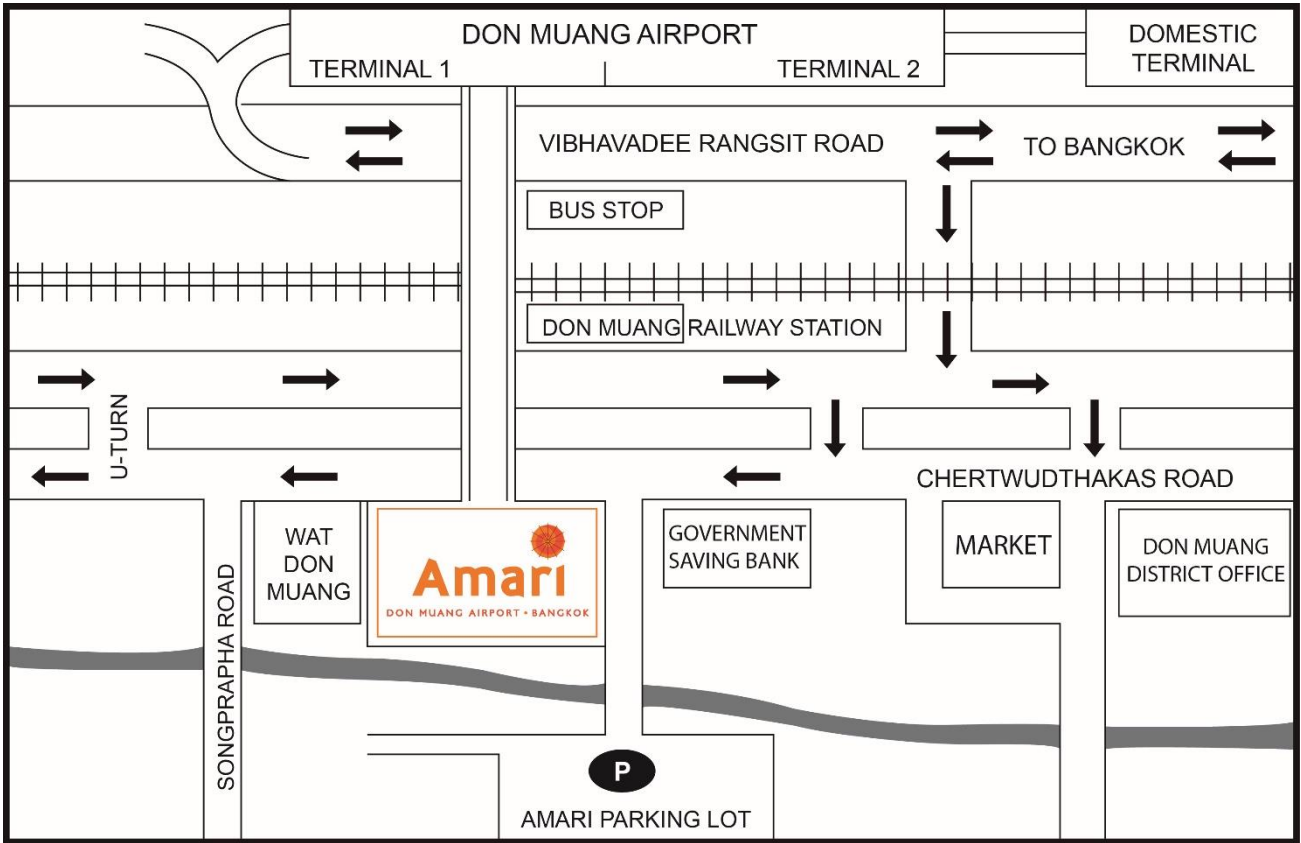 DON MUANG AIRPORT
TERMINAL 1
TERMINAL 2
DOMESTIC
TERMINAL
VIBHAVADEE RANGSIT ROAD
TO BANGKOK
BUS STOP
DON MUANG RAILWAY STATION
U-TURN
CHERTWUDTHAKAS ROAD
SONGPRAPHA ROAD
WAT
DON
MUANG
Amari
DON MUANG AIRPORT • BANGKOK
GOVERNMENT
SAVING BANK
MARKET
DON MUANG
DISTRICT OFFICE
P
AMARI PARKING LOT